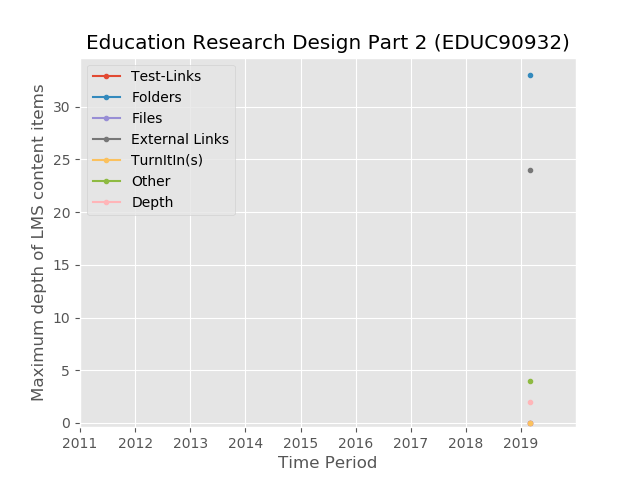 Education Research Design Part 2 (EDUC90932)
Test-Links
Folders
Files
External Links
TurnItIn(s)
Other
Depth
Maximum depth of LMS content items
30
25
20
15
10
5
0
2011 2012 2013 2014 2015 2016 2017 2018 2019
Time Period